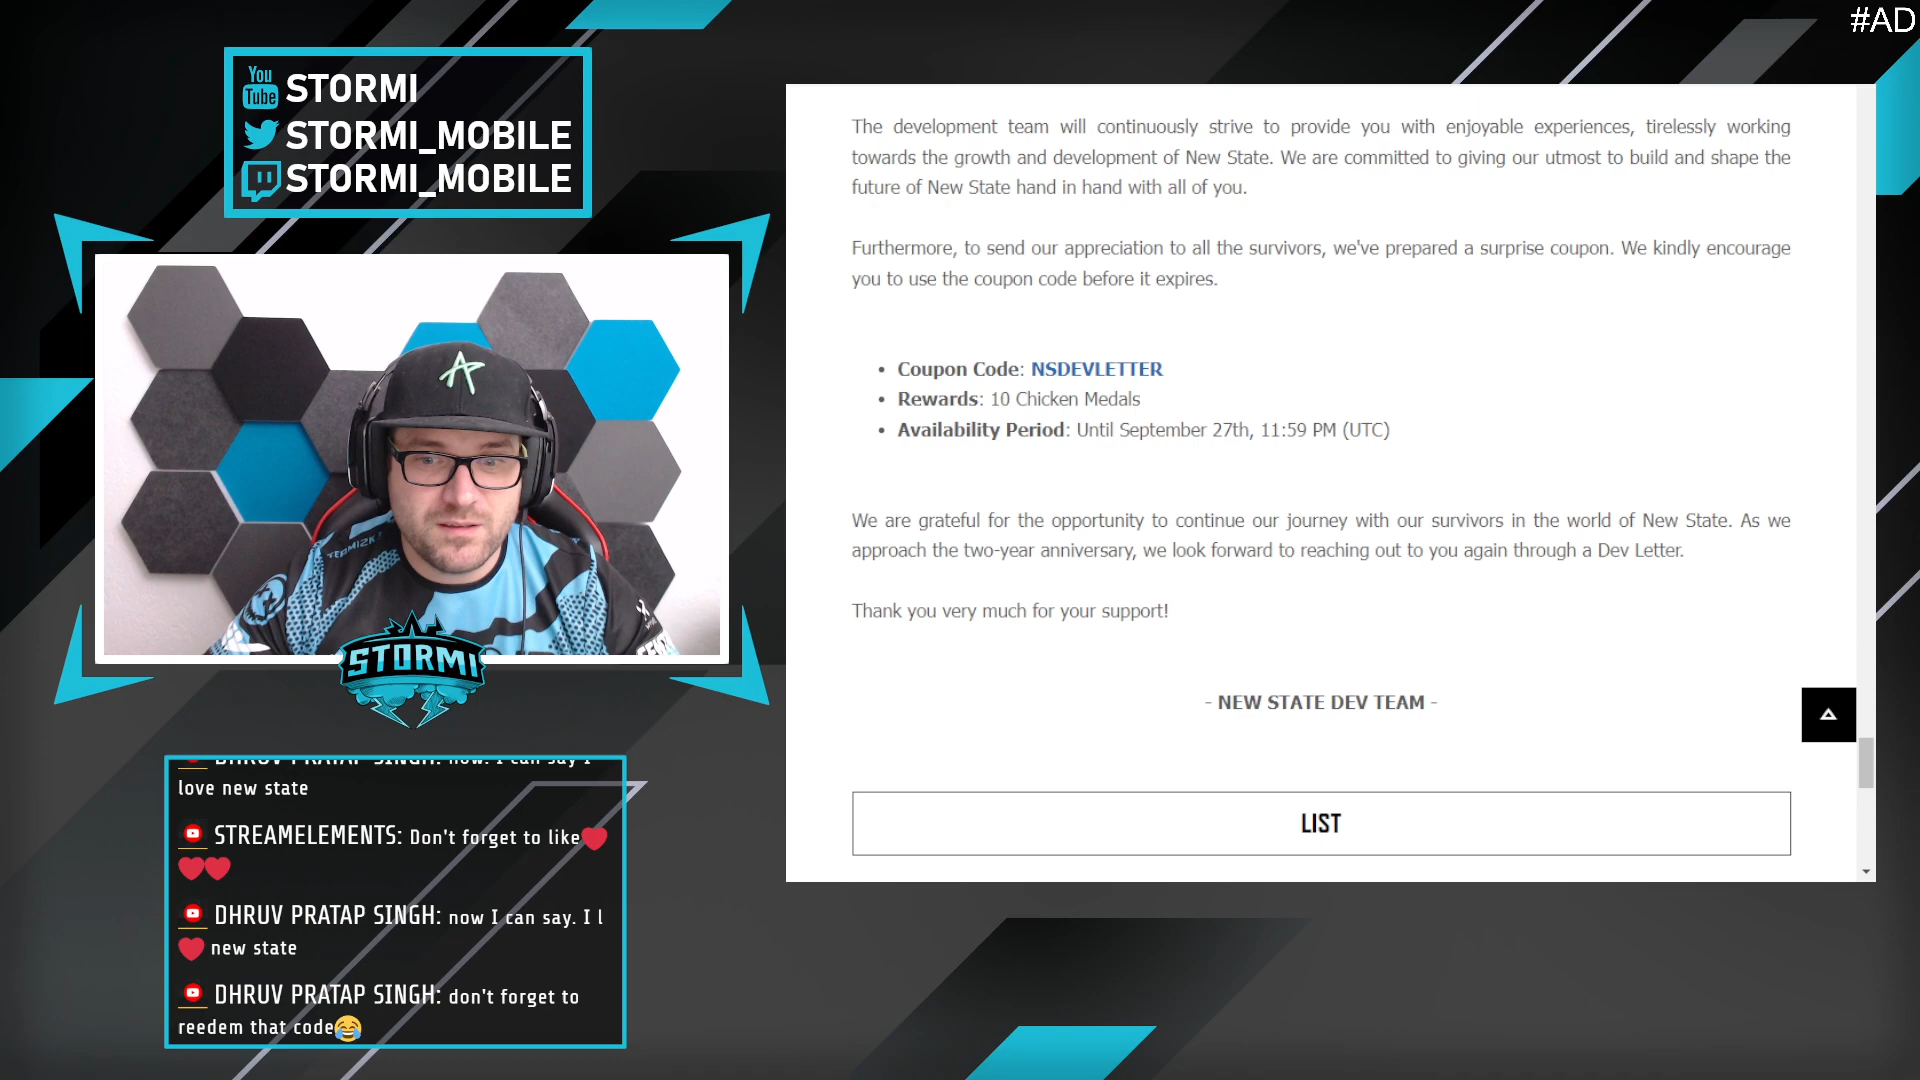 #AD
You
Tube
STORMI
STORMI_MOBILE
STORMI_MOBILE
The development team will continuously strive to provide you with enjoyable experiences, tirelessly working
towards the growth and development of New State. We are committed to giving our utmost to build and shape the
future of New State hand in hand with all of you.
Furthermore, to send our appreciation to all the survivors, we've prepared a surprise coupon. We kindly encourage
you to use the coupon code before it expires.
• Coupon Code: NSDEVLETTER
• Rewards: 10 Chicken Medals
• Availability Period: Until September 27th, 11:59 PM (UTC)
We are grateful for the opportunity to continue our journey with our survivors in the world of New State. As we
approach the two-year anniversary, we look forward to reaching out to you again through a Dev Letter.
Thank you very much for your support!
- NEW STATE DEV TEAM -
LIST
STORMI
DHRUV PRATAP SINGH: now. I can say I
love new state
STREAMELEMENTS: Don't forget to like❤
❤❤
DHRUV PRATAP SINGH: now I can say. I l
❤ new state
DHRUV PRATAP SINGH: don't forget to
reedem that code😂